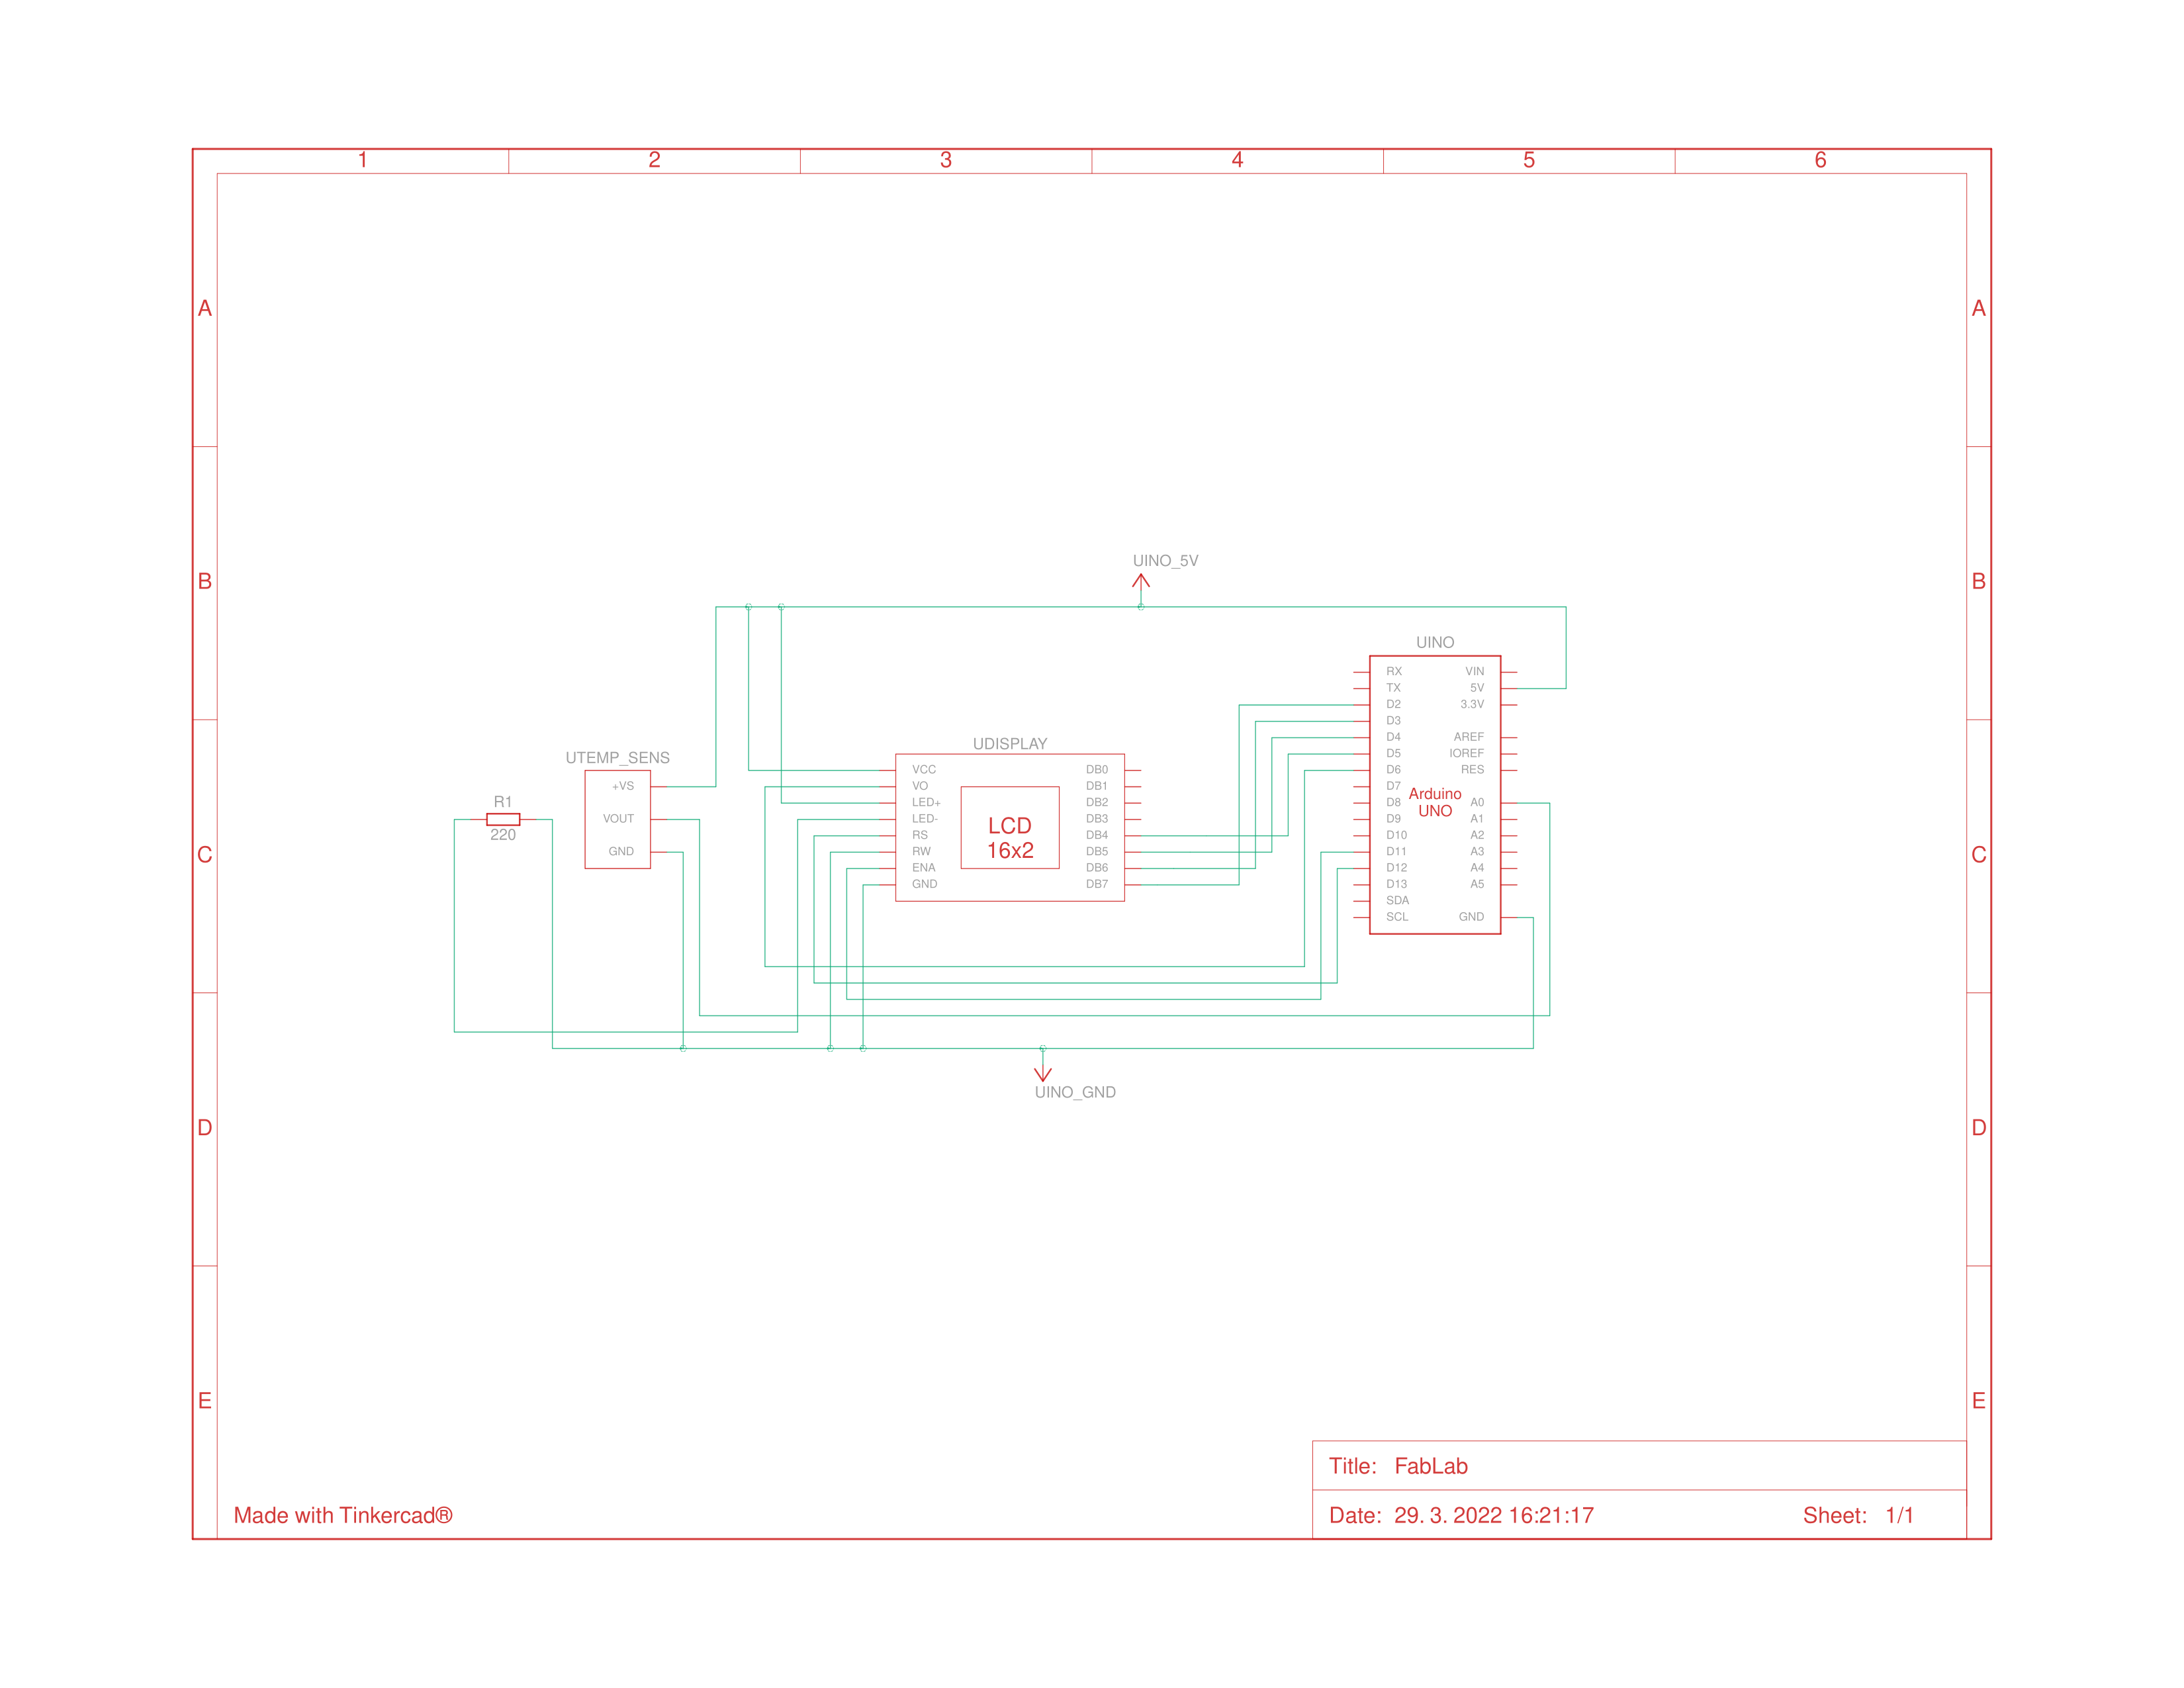 1 2 3 4 5 6
A A
B B
C C
D D
E E
UINO_5V
UINO
RX VIN
TX 5V
D2 3.3V
D3
D4 AREF
D5 IOREF
D6 RES
D7
D8 A0
D9 A1
D10 A2
D11 A3
D12 A4
D13 A5
SDA
SCL GND
Arduino
UNO
UDISPLAY
VCC DB0
VO DB1
LED+ DB2
LED- DB3
RS DB4
RW DB5
ENA DB6
GND DB7
LCD
16x2
UTEMP_SENS
+VS
VOUT
GND
R1
220
UINO_GND
Title: FabLab
Date: 29. 3. 2022 16:21:17 Sheet: 1/1
Made with Tinkercad®